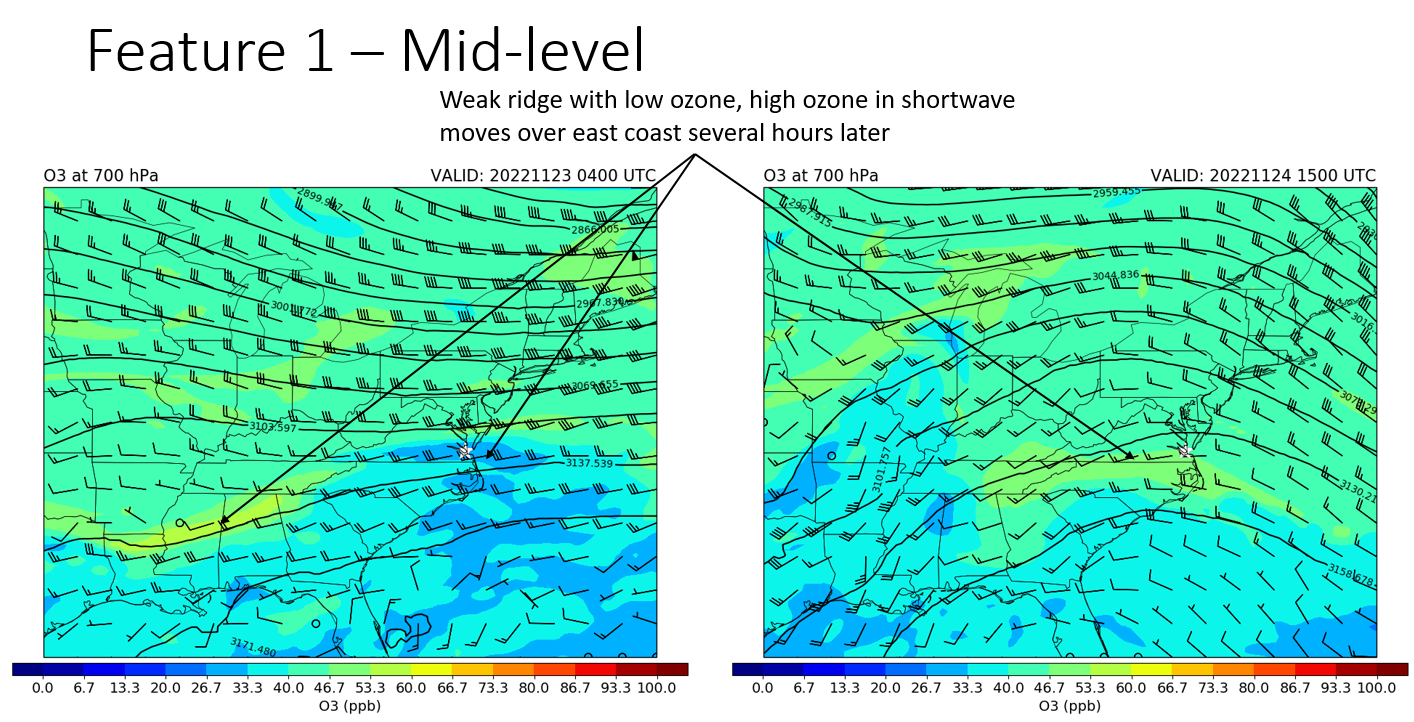 Feature 1 – Mid-level
Weak ridge with low ozone, high ozone in shortwave
moves over east coast several hours later
O3 at 700 hPa
VALID: 20221123 0400 UTC
2866.005
3069.655
3103.597
3137.539
3171.480
0.0 6.7 13.3 20.0 26.7 33.3 40.0 46.7 53.3 60.0 66.7 73.3 80.0 86.7 93.3 100.0
O3 (ppb)
O3 at 700 hPa
VALID: 20221124 1500 UTC
2959.455
2987.915
3044.836
3101.757
3130.21
3158.678
0.0 6.7 13.3 20.0 26.7 33.3 40.0 46.7 53.3 60.0 66.7 73.3 80.0 86.7 93.3 100.0
O3 (ppb)